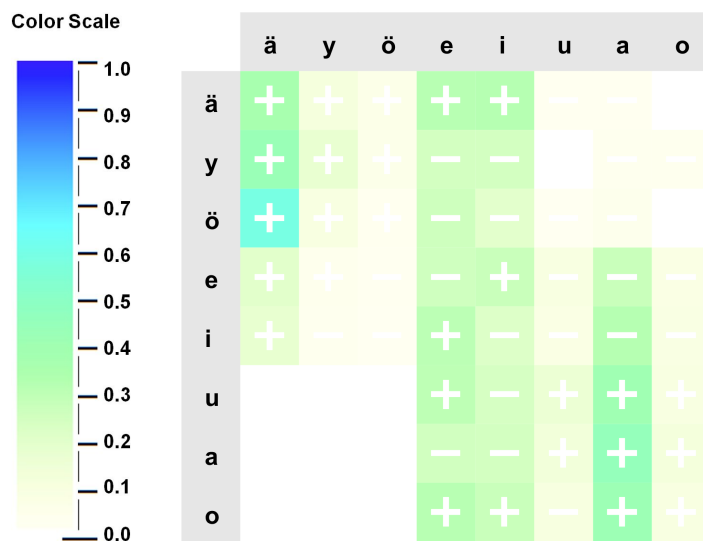 Color Scale
ä y ö e i u a o
1.0
0.9
0.8
0.7
0.6
0.5
0.4
0.3
0.2
0.1
0.0
ä + + + + + − −
y + + + − − − −
ö + + + − − − −
e + + − − + − − −
i + − − + − − − −
u + − + + +
a − − + + +
o + + − + +